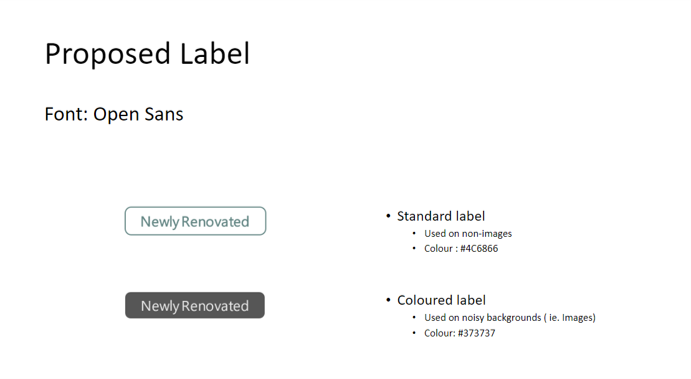 Proposed Label
Font: Open Sans
Newly Renovated
• Standard label
• Used on non-images
• Colour : #4C6866
Newly Renovated
• Coloured label
• Used on noisy backgrounds ( ie. Images)
• Colour: #373737